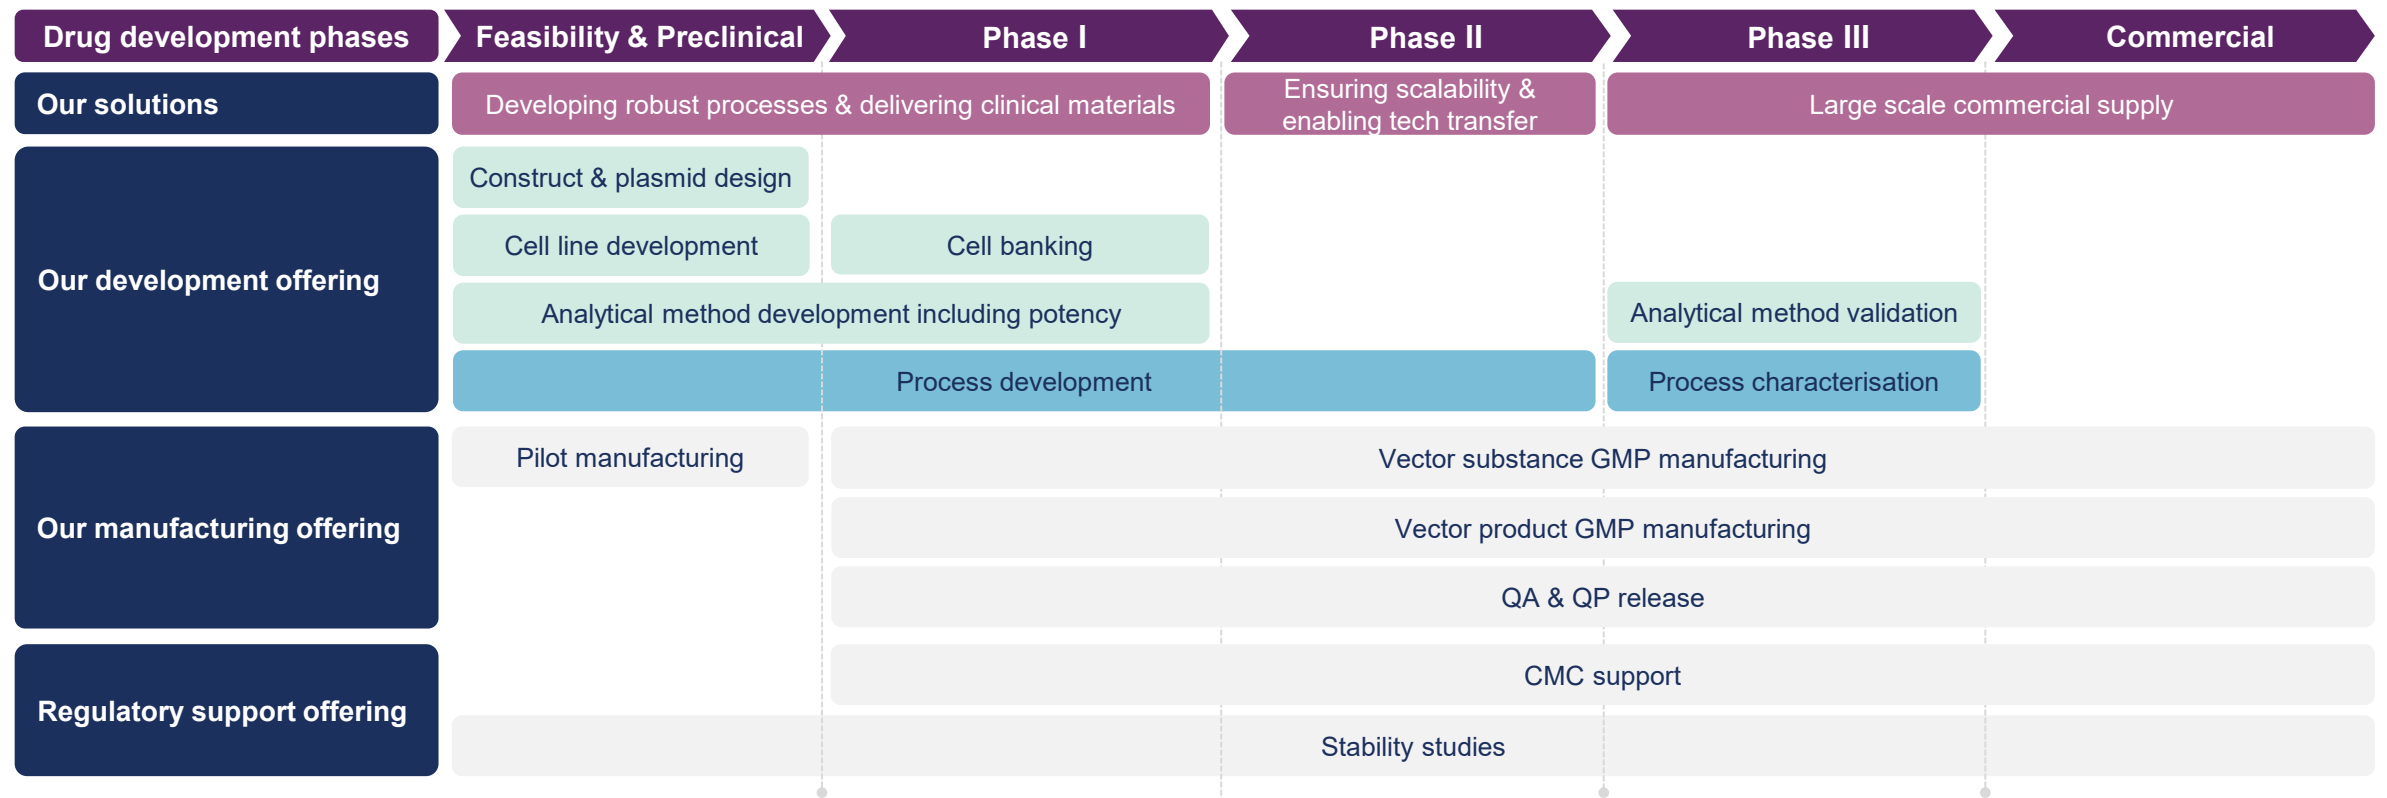 Drug development phases
Feasibility & Preclinical
Phase I
Phase II
Phase III
Commercial
Our solutions
Developing robust processes & delivering clinical materials
Ensuring scalability &
enabling tech transfer
Large scale commercial supply
Our development offering
Construct & plasmid design
Cell line development
Cell banking
Analytical method development including potency
Analytical method validation
Process development
Process characterisation
Our manufacturing offering
Pilot manufacturing
Vector substance GMP manufacturing
Vector product GMP manufacturing
QA & QP release
Regulatory support offering
CMC support
Stability studies